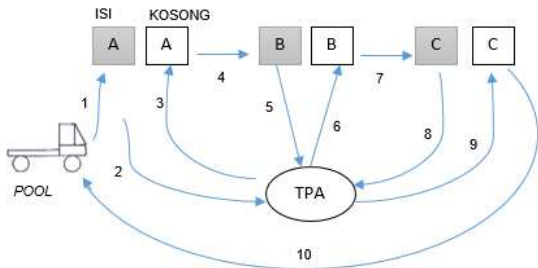 ISI KOSONG
A A B B C C
4 7
1 3 5 6 8 9
2
POOL
TPA
10